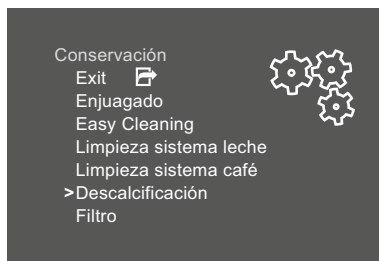 Conservación
Exit
Enjuagado
Easy Cleaning
Limpieza sistema leche
Limpieza sistema café
>Descalcificación
Filtro